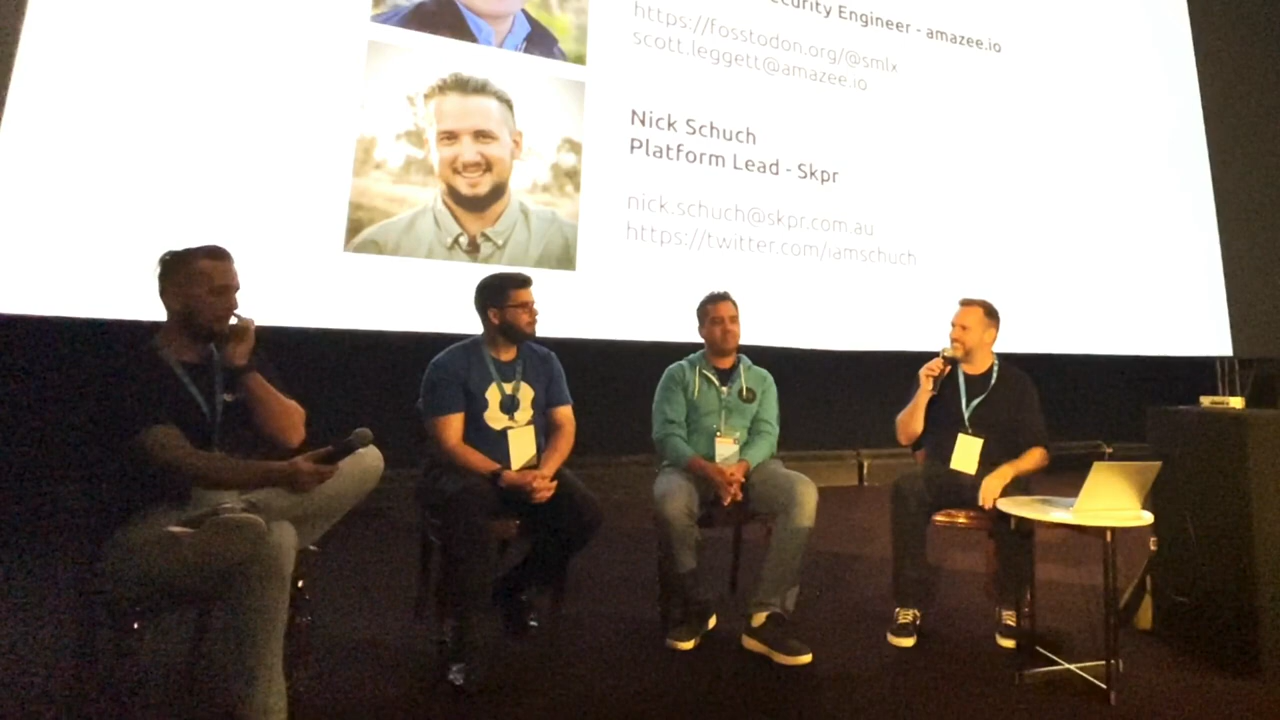 curity Engineer - amazee.io
https://fosstodon.org/@smlx
scott.leggett@amazee.io
Nick Schuch
Platform Lead - Skpr
nick.schuch@skpr.com.au
https://twitter.com/iamschuch